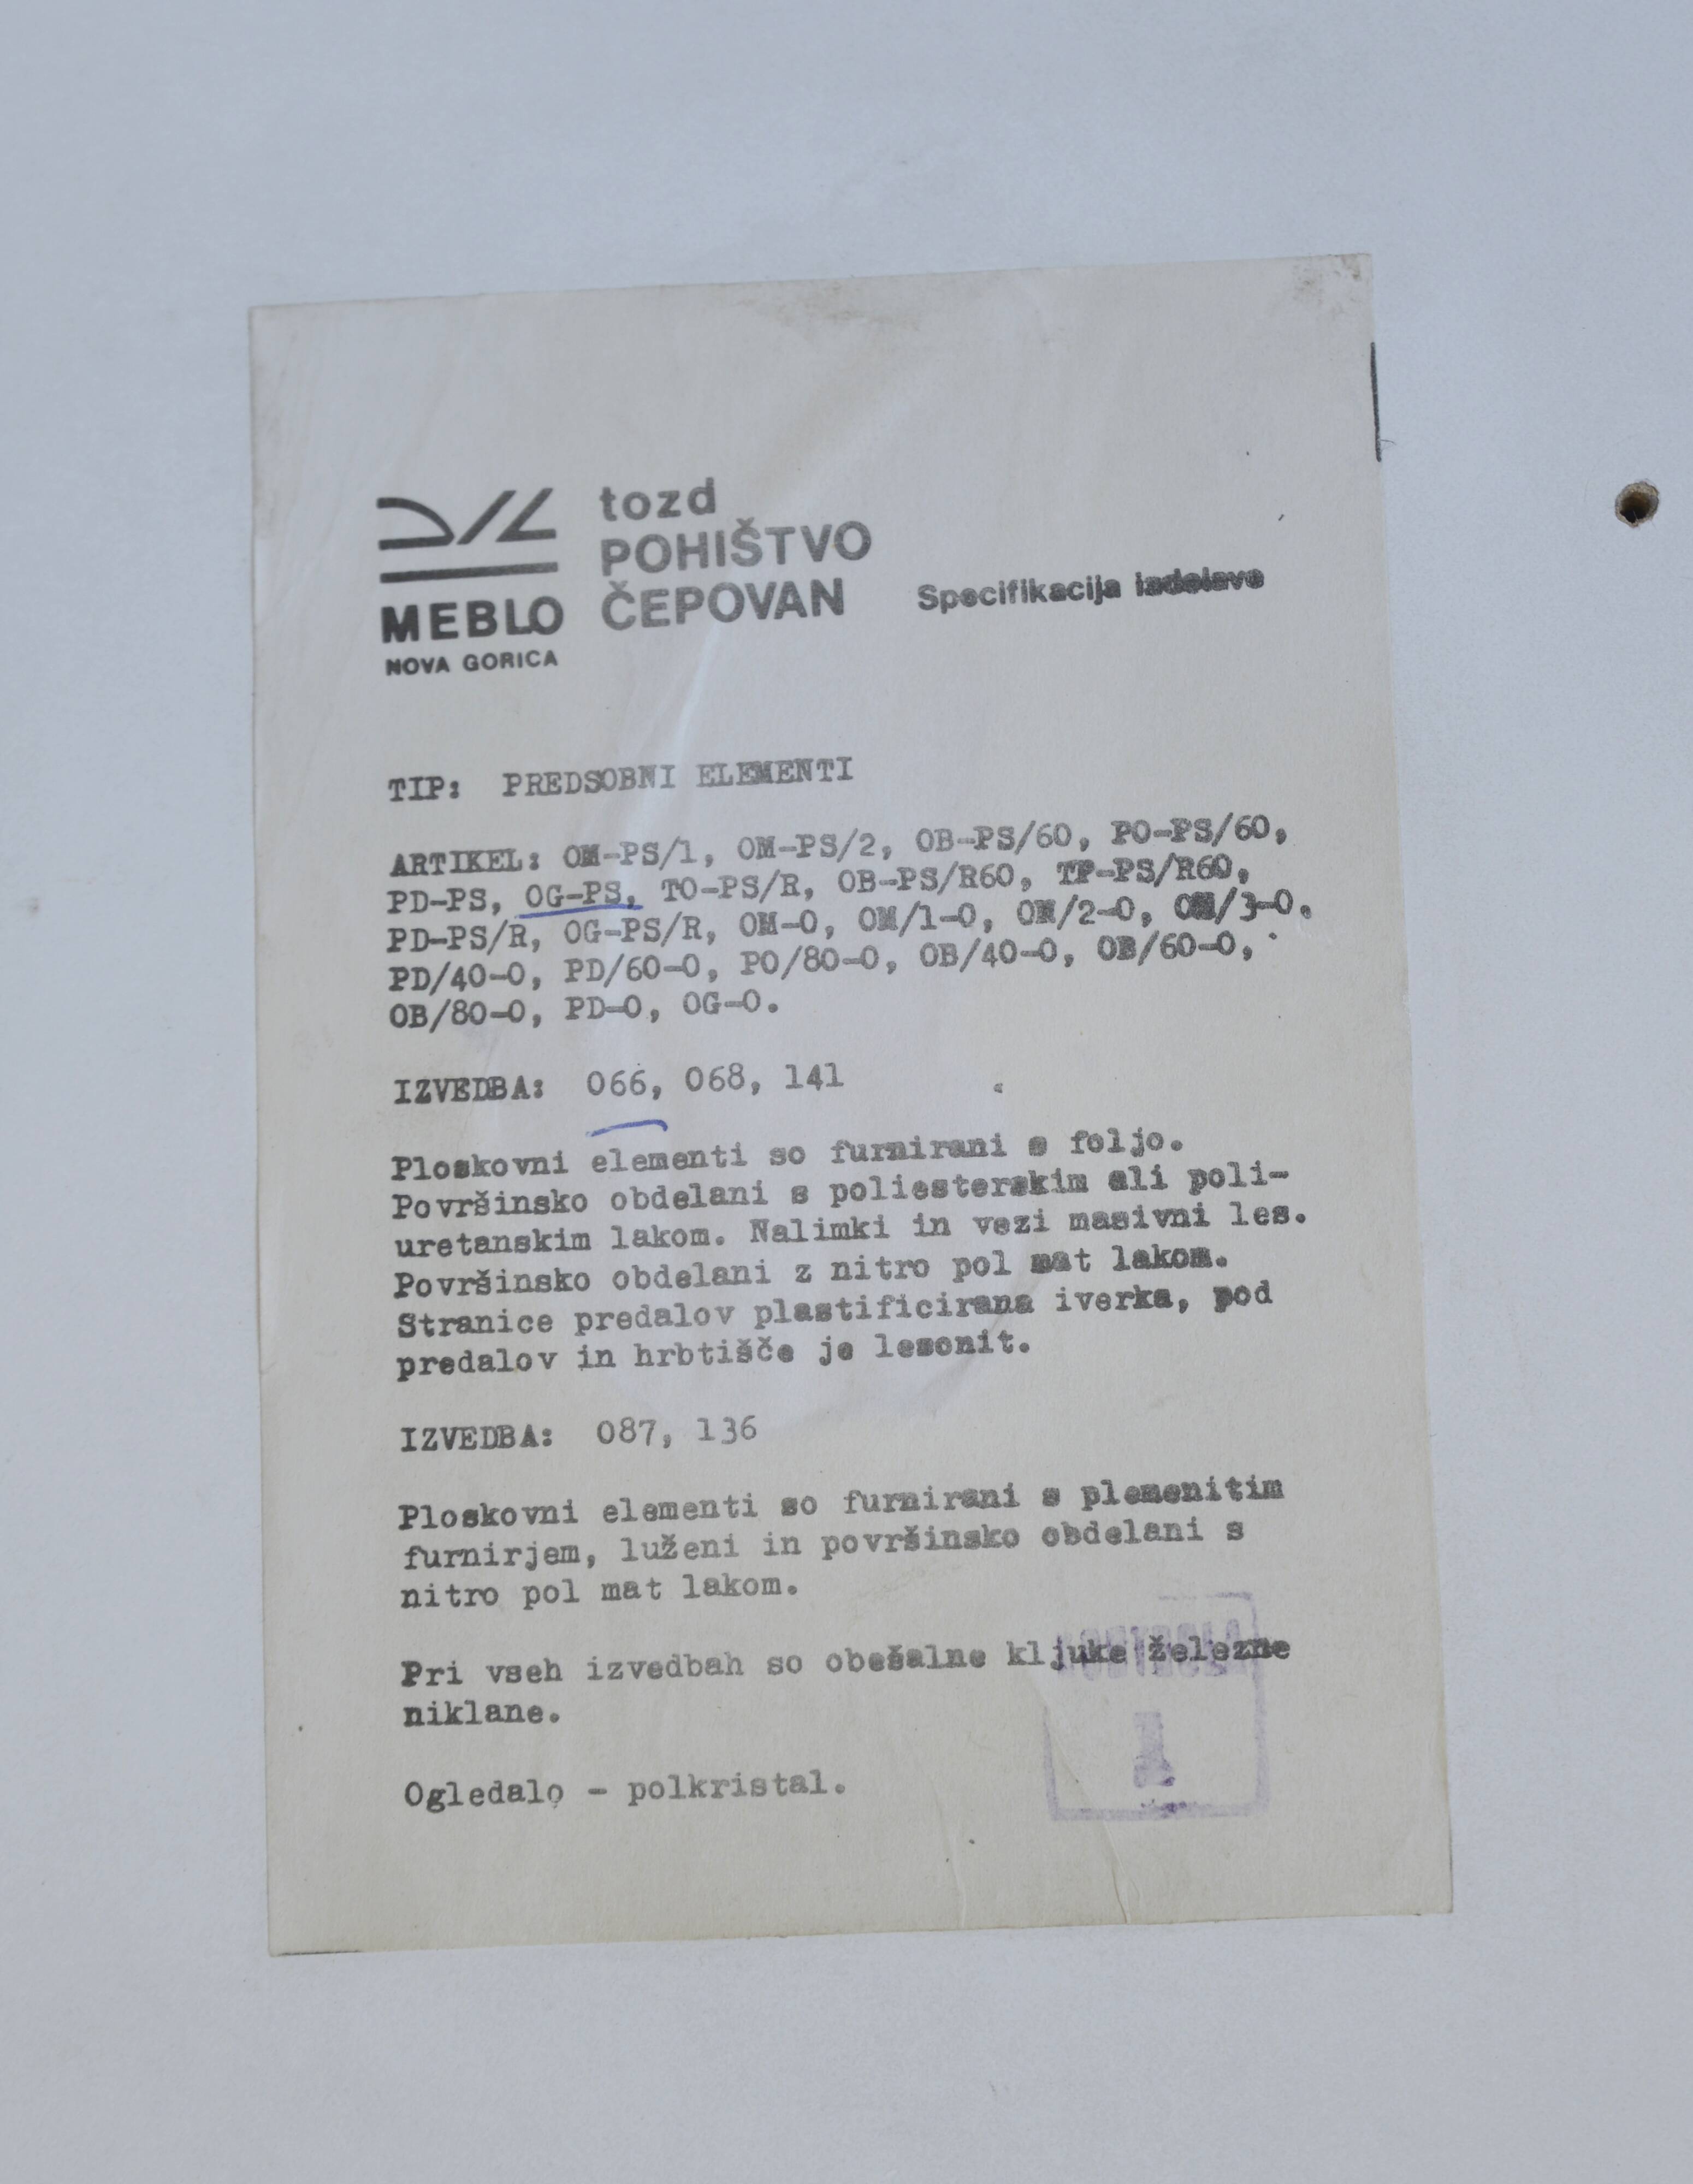 tozd
POHIŠTVO
ČEPOVAN
MEBLO
NOVA GORICA
Specifikacija
TIP: PREDSOBNI ELEMENTI
ARTIKEL: OM-PS/1, OM-PS/2, OB-PS/60, PO-PS/60,
PD-PS, OG-PS, TO-PS/R, OB-PS/R60, TP-PS/R60,
PD-PS/R, OG-PS/R, OM-O, OM/1-O, OM/2-O, OM/3-O.
PD/40-O, PD/60-O, PO/80-O, OB/40-O, OB/60-O,
OB/80-O, PD-O, OG-O.
IZVEDBA: 066, 068, 141
Ploskovni elementi so furnirani s foljo.
Površinsko obdelani s poliesterskim ali poli-
uretanskim lakom. Nalimki in vezi masivni les.
Površinsko obdelani z nitro pol mat lakom.
Stranice predalov plastificirana iverka, pod
predalov in hrbtišče je lesonit.
IZVEDBA: 087, 136
Ploskovni elementi so furnirani s plemenitim
furnirjem, luženi in površinsko obdelani s
nitro pol mat lakom.
Pri vseh izvedbah so obešalne kljuke železne
niklane.
Ogledalo - polkristal.